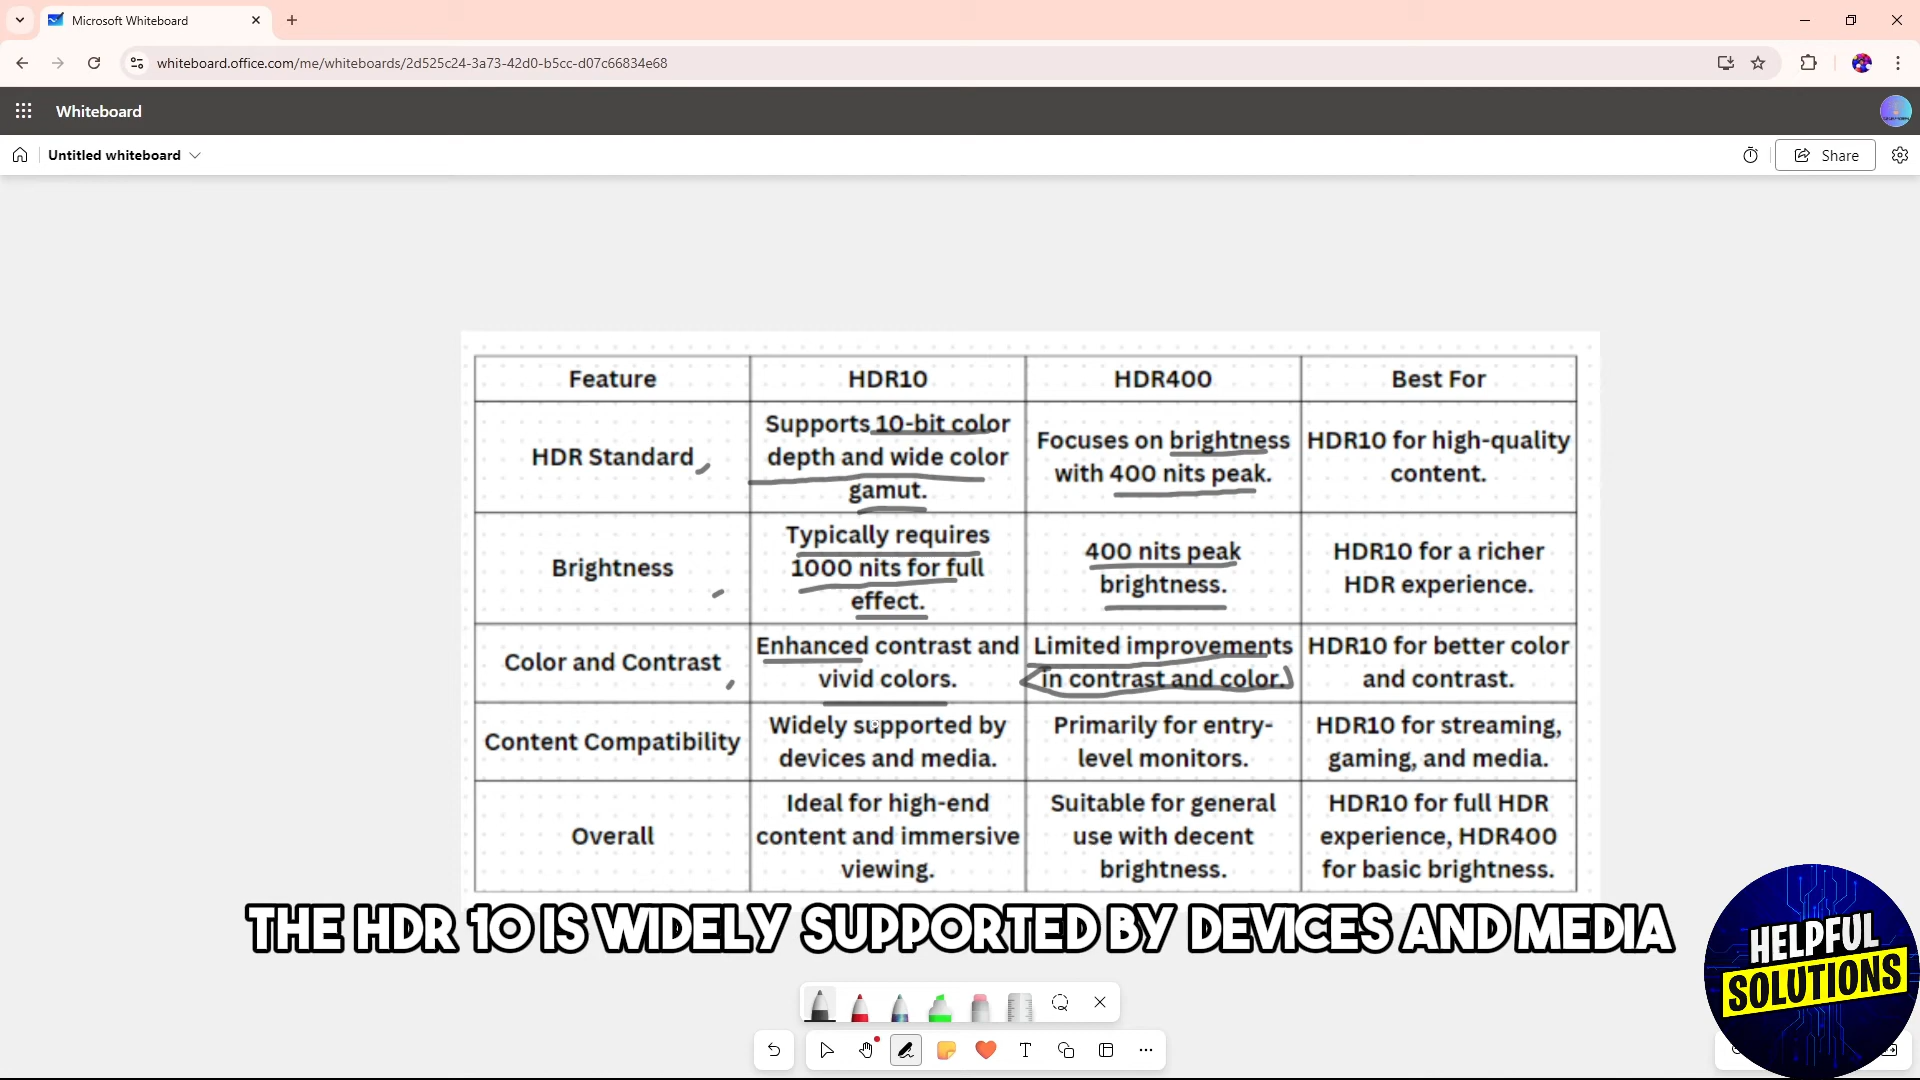 Microsoft Whiteboard
whiteboard.office.com/me/whiteboards/2d525c24-3a73-42d0-b5cc-d07c66834e68
Whiteboard
Untitled whiteboard
Share
Feature
HDR10
HDR400
Best For
HDR Standard
Supports 10-bit color
depth and wide color
gamut.
Focuses on brightness
with 400 nits peak.
HDR10 for high-quality
content.
Brightness
Typically requires
1000 nits for full
effect.
400 nits peak
brightness.
HDR10 for a richer
HDR experience.
Color and Contrast
Enhanced contrast and
vivid colors.
Limited improvements
in contrast and color.
HDR10 for better color
and contrast.
Content Compatibility
Widely supported by
devices and media.
Primarily for entry-
level monitors.
HDR10 for streaming,
gaming, and media.
Overall
Ideal for high-end
content and immersive
viewing.
Suitable for general
use with decent
brightness.
HDR10 for full HDR
experience, HDR400
for basic brightness.
THE HDR 10 IS WIDELY SUPPORTED BY DEVICES AND MEDIA
HELPFUL
SOLUTIONS